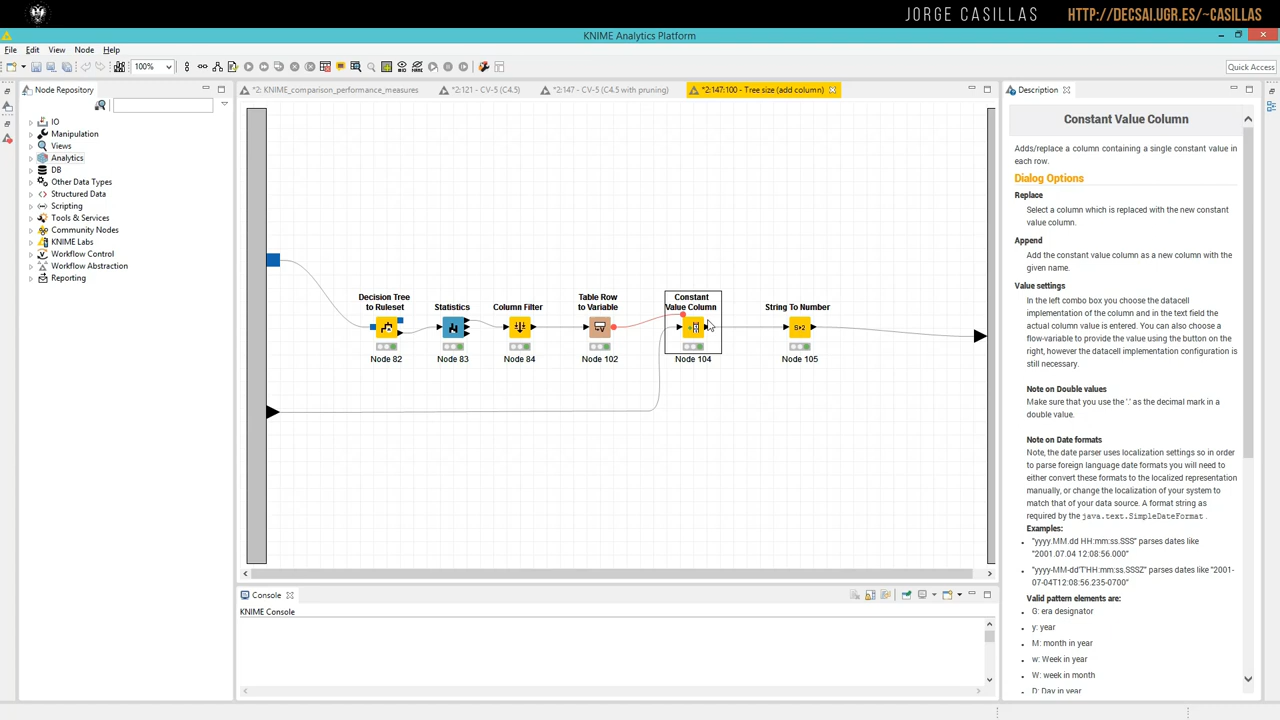 JORGE CASILLAS HTTP://DECSAI.UGR.ES/~CASILLAS
KNIME Analytics Platform
File Edit View Node Help
100%
Quick Access
Node Repository
IO
Manipulation
Views
Analytics
DB
Other Data Types
Structured Data
Scripting
Tools & Services
Community Nodes
KNIME Labs
Workflow Control
Workflow Abstraction
Reporting
*2: KNIME_comparison_performance_measures
*2:121 - CV-5 (C4.5)
*2:147 - CV-5 (C4.5 with pruning)
*2:147:100 - Tree size (add column)
Decision Tree
to Ruleset
Node 82
Statistics
Node 83
Column Filter
Node 84
Table Row
to Variable
Node 102
Constant
Value Column
Node 104
String To Number
S>2
Node 105
Console
KNIME Console
Description
Constant Value Column
Adds/replace a column containing a single constant value in
each row.
Dialog Options
Replace
Select a column which is replaced with the new constant
value column.
Append
Add the constant value column as a new column with the
given name.
Value settings
In the left combo box you choose the datacell
implementation of the column and in the text field the
actual column value is entered. You can also choose a
flow-variable to provide the value using the button on the
right, however the datacell implementation configuration is
still necessary.
Note on Double values
Make sure that you use the '.' as the decimal mark in a
double value.
Note on Date formats
Note, the date parser uses localization settings so in order
to parse foreign language date formats you will need to
either convert these formats to the localized representation
manually, or change the localization of your system to
match that of your data source. A format string as
required by the java.text.SimpleDateFormat .
Examples:
"yyyy.MM.dd HH:mm:ss.SSS" parses dates like
"2001.07.04 12:08:56.000"
"yyyy-MM-dd'T'HH:mm:ss.SSSZ" parses dates like "2001-
07-04T12:08:56.235-0700"
Valid pattern elements are:
G: era designator
y: year
M: month in year
w: Week in year
W: week in month
D: Day in year